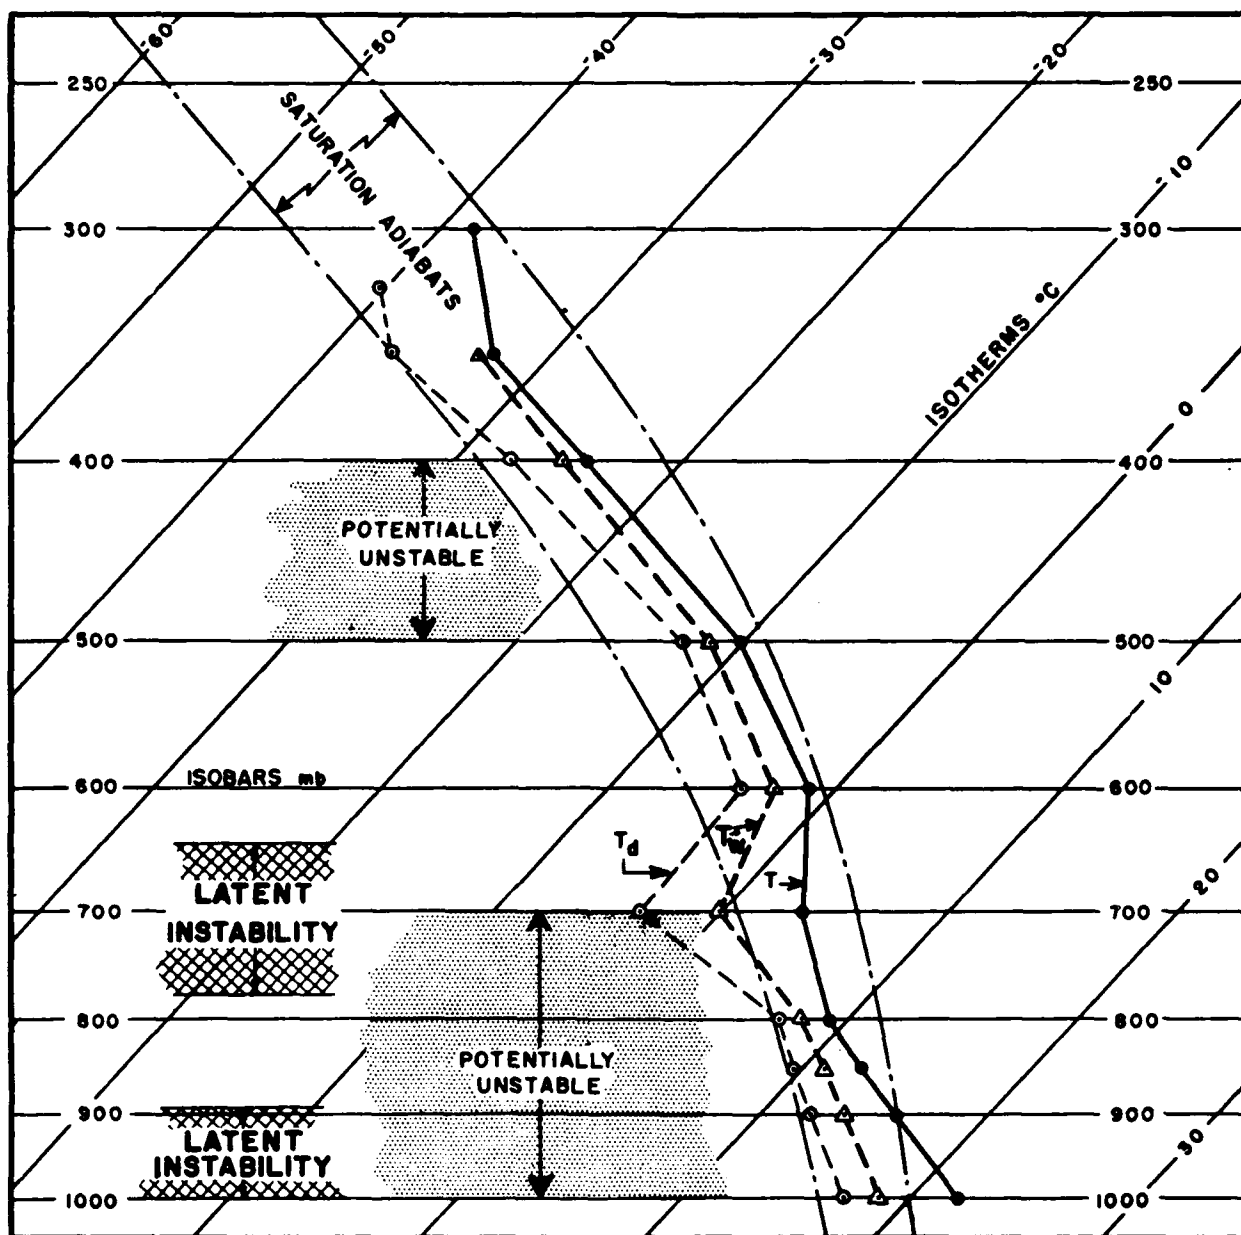 -60
-50
-40
-30
-20
250
250
-10
SATURATION ADIABATS
300
300
ISOTHERMS °C
0
400
400
POTENTIALLY
UNSTABLE
500
500
10
ISOBARS mb
600
600
Td
Tw
T
20
LATENT
INSTABILITY
700
700
800
800
POTENTIALLY
UNSTABLE
900
900
LATENT
INSTABILITY
30
1000
1000